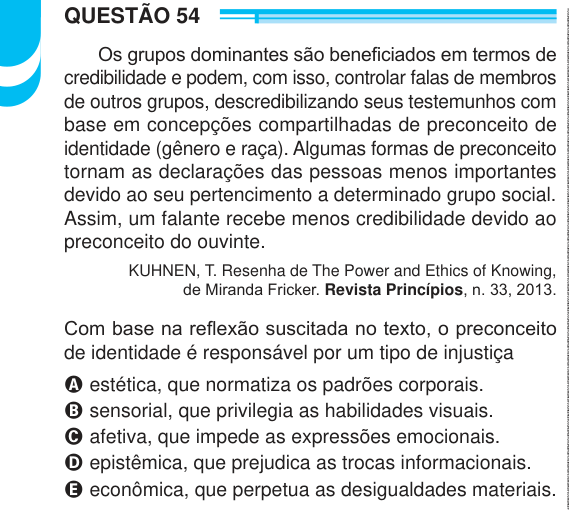 QUESTÃO 54
Os grupos dominantes são beneficiados em termos de
credibilidade e podem, com isso, controlar falas de membros
de outros grupos, descredibilizando seus testemunhos com
base em concepções compartilhadas de preconceito de
identidade (gênero e raça). Algumas formas de preconceito
tornam as declarações das pessoas menos importantes
devido ao seu pertencimento a determinado grupo social.
Assim, um falante recebe menos credibilidade devido ao
preconceito do ouvinte.
KUHNEN, T. Resenha de The Power and Ethics of Knowing,
de Miranda Fricker. Revista Princípios, n. 33, 2013.
Com base na reflexão suscitada no texto, o preconceito
de identidade é responsável por um tipo de injustiça
A estética, que normatiza os padrões corporais.
B sensorial, que privilegia as habilidades visuais.
C afetiva, que impede as expressões emocionais.
D epistêmica, que prejudica as trocas informacionais.
E econômica, que perpetua as desigualdades materiais.